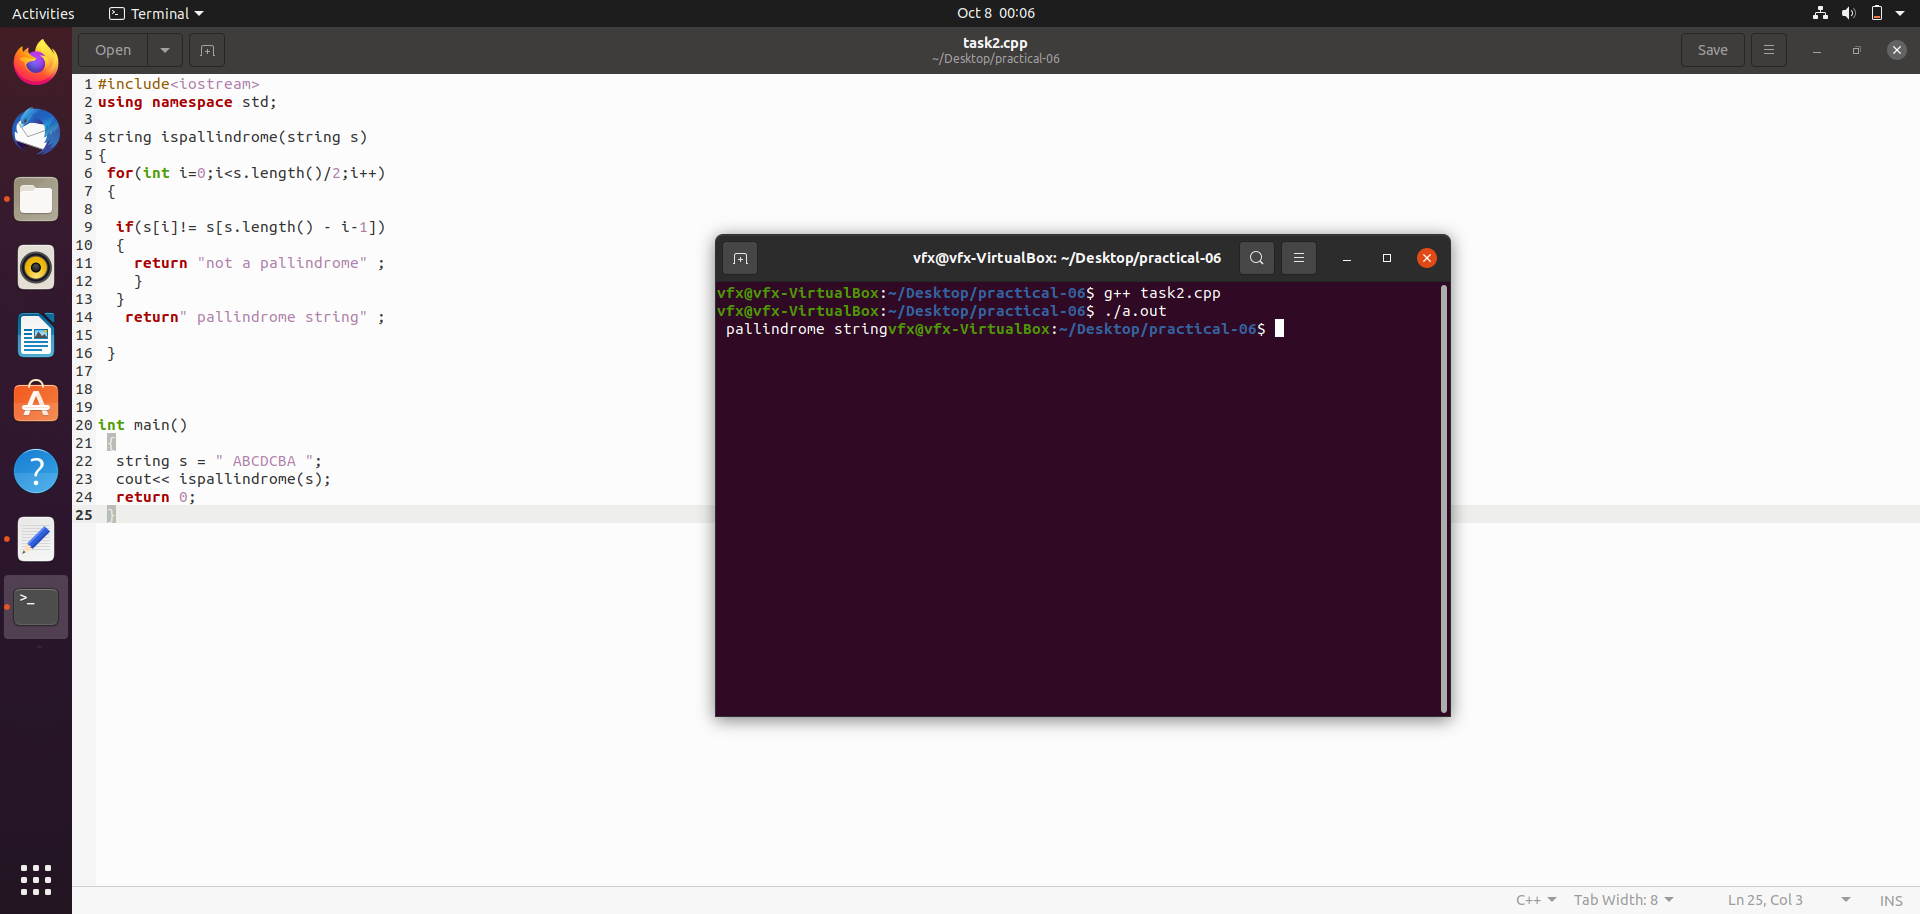 Activities Terminal Oct 8 00:06
Open task2.cpp Save
~/Desktop/practical-06
1 #include<iostream>
2 using namespace std;
3
4 string ispallindrome(string s)
5 {
6  for(int i=0;i<s.length()/2;i++)
7  {
8
9   if(s[i]!= s[s.length() - i-1])
10   {
11     return "not a pallindrome" ;
12     }
13   }
14    return" pallindrome string" ;
15
16  }
17
18
19
20 int main()
21  {
22   string s = " ABCDCBA ";
23   cout<< ispallindrome(s);
24   return 0;
25  }
vfx@vfx-VirtualBox: ~/Desktop/practical-06
vfx@vfx-VirtualBox:~/Desktop/practical-06$ g++ task2.cpp
vfx@vfx-VirtualBox:~/Desktop/practical-06$ ./a.out
 pallindrome stringvfx@vfx-VirtualBox:~/Desktop/practical-06$
C++ Tab Width: 8 Ln 25, Col 3 INS